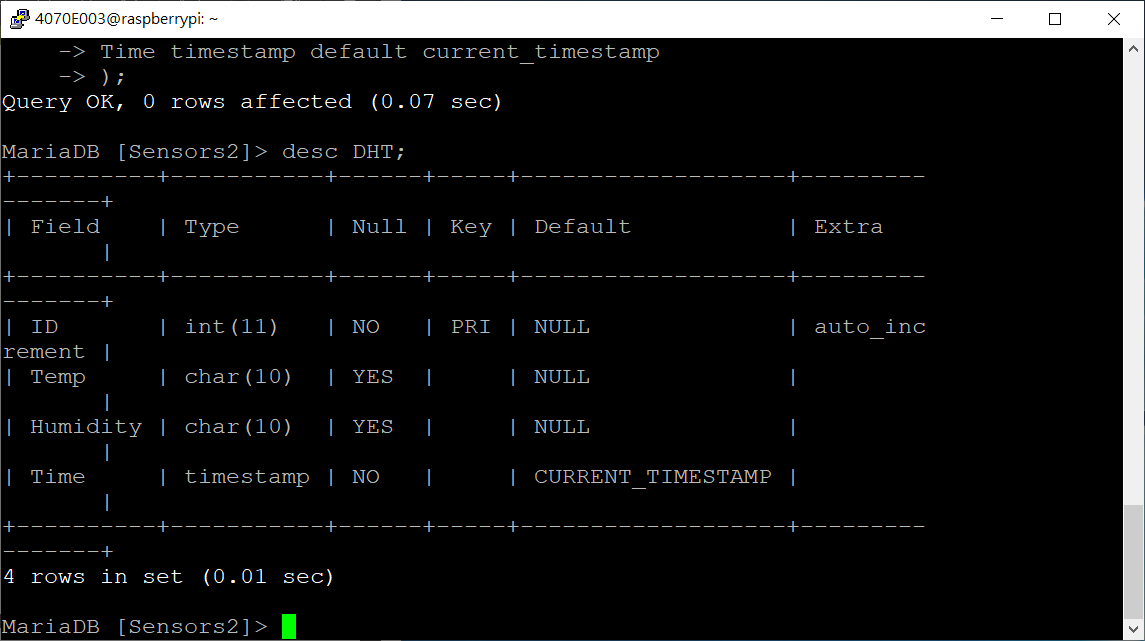 4070E003@raspberrypi: ~
    -> Time timestamp default current_timestamp
    -> );
Query OK, 0 rows affected (0.07 sec)
MariaDB [Sensors2]> desc DHT;
+----------+-----------+------+-----+-------------------+---------
-------+
| Field    | Type      | Null | Key | Default           | Extra
       |
+----------+-----------+------+-----+-------------------+---------
-------+
| ID       | int(11)   | NO   | PRI | NULL              | auto_inc
rement |
| Temp     | char(10)  | YES  |     | NULL              |
       |
| Humidity | char(10)  | YES  |     | NULL              |
       |
| Time     | timestamp | NO   |     | CURRENT_TIMESTAMP |
       |
+----------+-----------+------+-----+-------------------+---------
-------+
4 rows in set (0.01 sec)
MariaDB [Sensors2]>